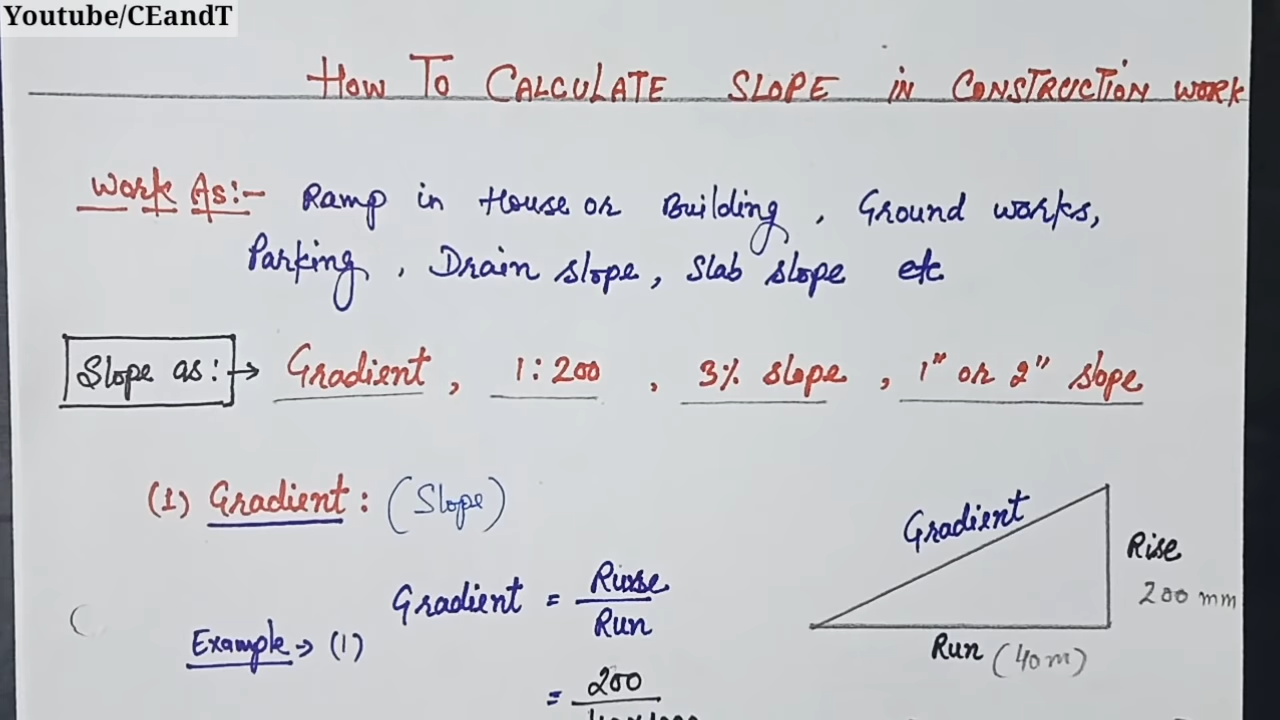 Youtube/CEandT
HOW TO CALCULATE SLOPE in CONSTRUCTION WORK
Work As:- Ramp in House or Building, Ground works,
Parking, Drain slope, Slab slope etc
Slope as: → Gradient, 1:200, 3% slope, 1" or 2" slope
(1) Gradient: (Slope)
Gradient
Rise
200 mm
Run (40m)
Gradient = Rise
Run
Example → (1)
= 200